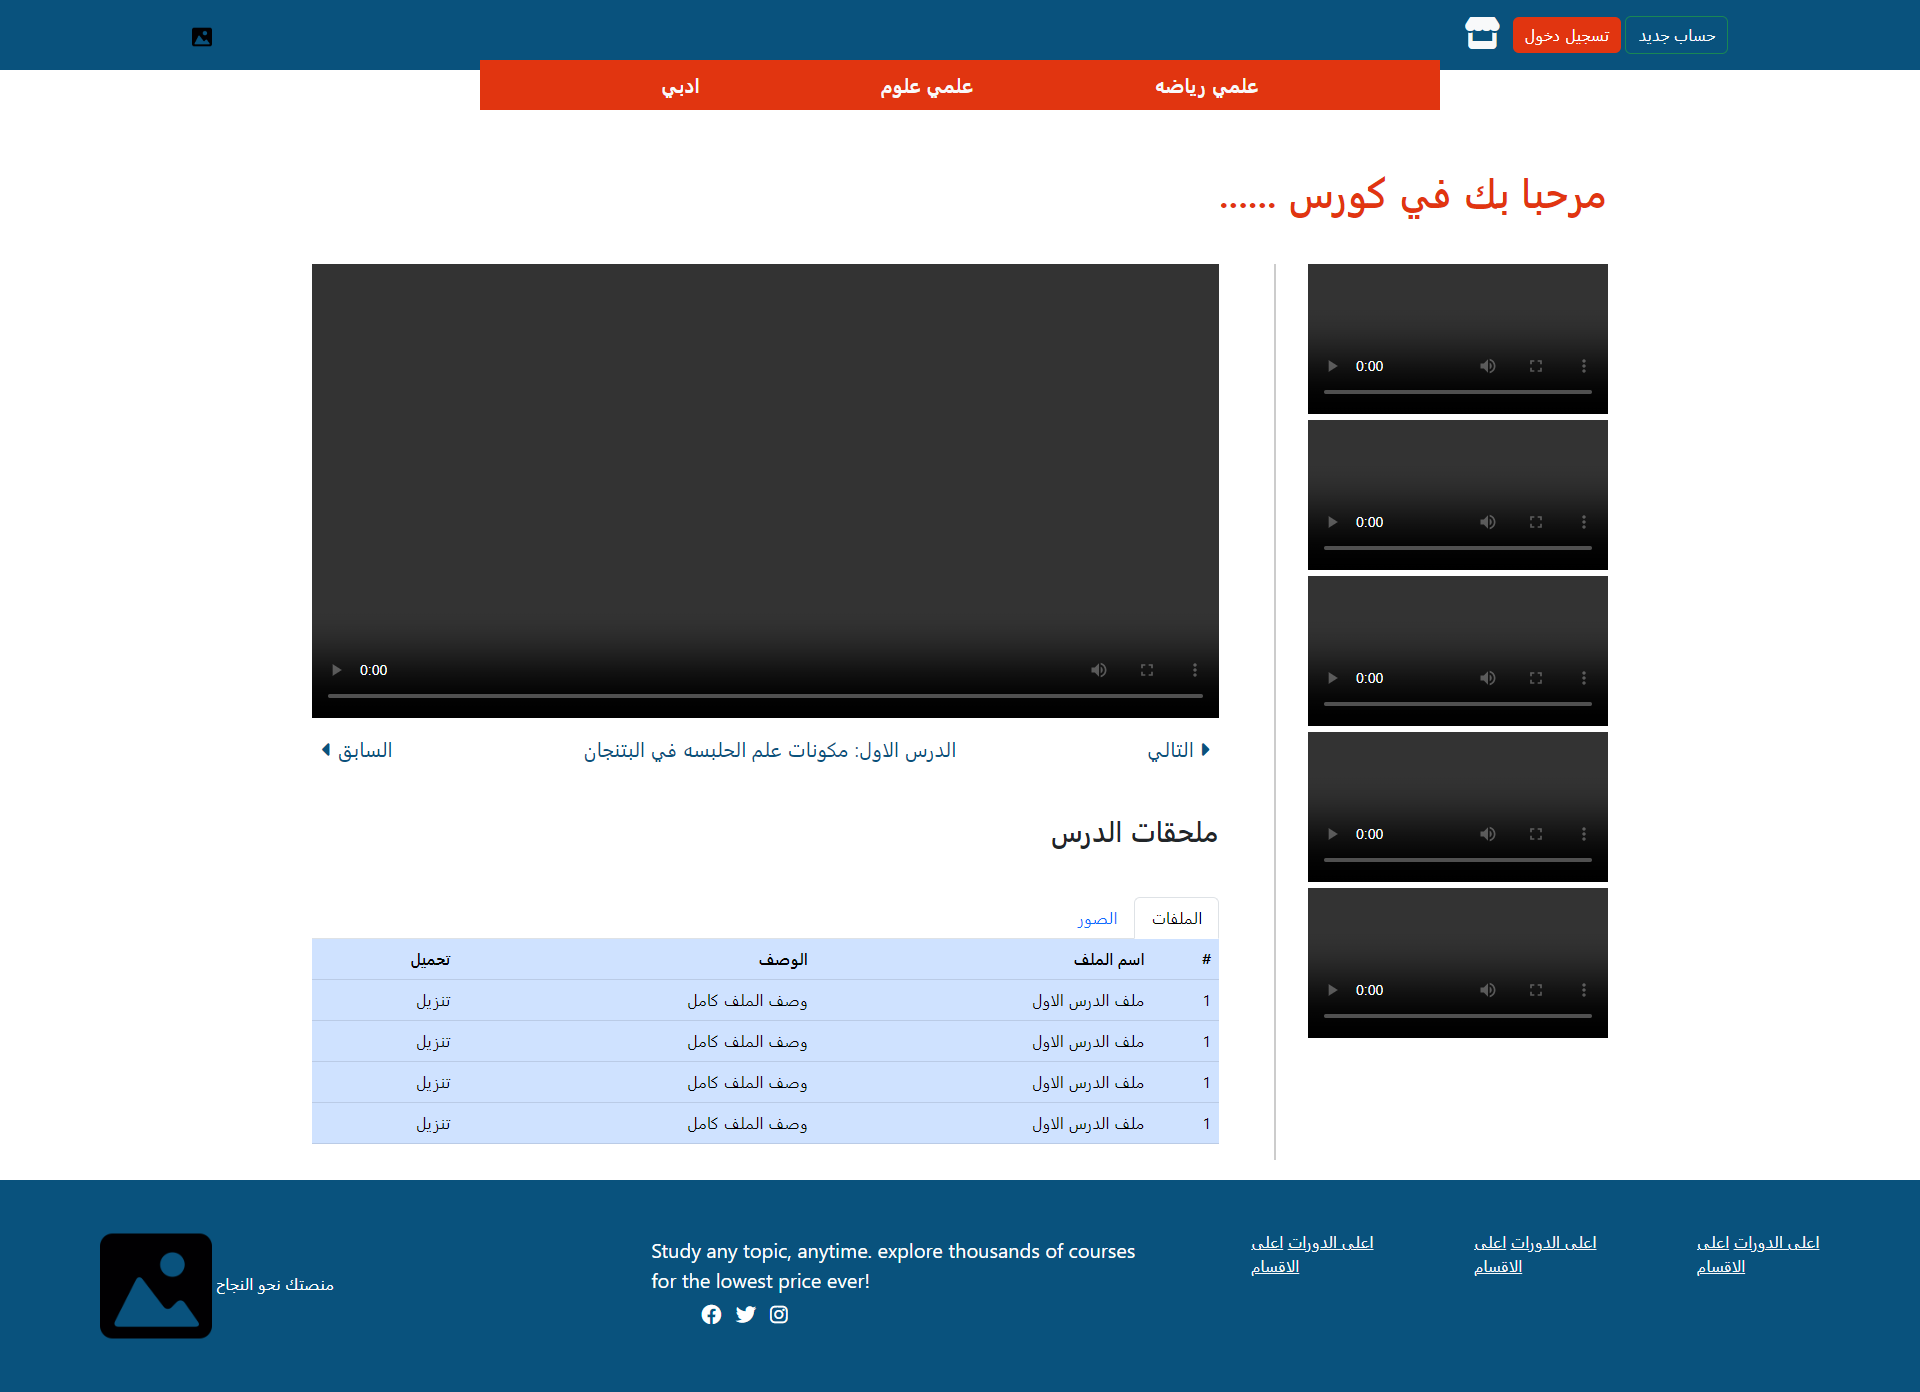 حساب جديد
تسجيل دخول
علمي رياضه
علمي علوم
ادبي
مرحبا بك في كورس ......
0:00
0:00
0:00
0:00
0:00
0:00
التالي
الدرس الاول: مكونات علم الحلبسه في البتنجان
السابق
ملحقات الدرس
الملفات
الصور
# اسم الملف الوصف تحميل
1 ملف الدرس الاول وصف الملف كامل تنزيل
1 ملف الدرس الاول وصف الملف كامل تنزيل
1 ملف الدرس الاول وصف الملف كامل تنزيل
1 ملف الدرس الاول وصف الملف كامل تنزيل
اعلى الدورات اعلى
الاقسام
اعلى الدورات اعلى
الاقسام
اعلى الدورات اعلى
الاقسام
Study any topic, anytime. explore thousands of courses
for the lowest price ever!
منصتك نحو النجاح